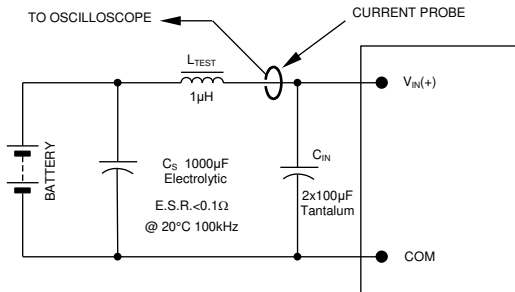 TO OSCILLOSCOPE
CURRENT PROBE
LTEST
1µH
VIN(+)
BATTERY
CS 1000µF
Electrolytic
E.S.R.<0.1Ω
@ 20°C 100kHz
CIN
2x100µF
Tantalum
COM